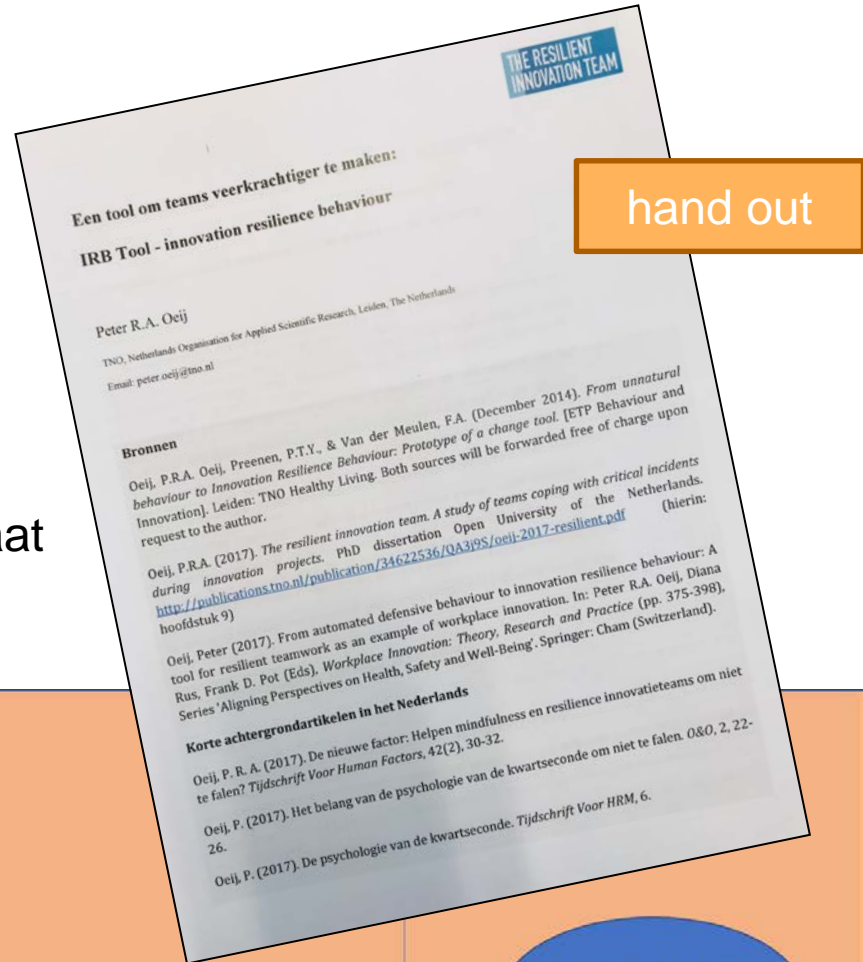 THE RESILIENT
INNOVATION TEAM
Een tool om teams veerkrachtiger te maken:
hand out
IRB Tool - innovation resilience behaviour
Peter R.A. Oeij
TNO, Netherlands Organisation for Applied Scientific Research, Leiden, The Netherlands
Email: peter.oeij@tno.nl
Bronnen
Oeij, P.R.A. Oeij, Preenen, P.T.Y., & Van der Meulen, F.A. (December 2014). From unnatural
behaviour to Innovation Resilience Behaviour: Prototype of a change tool. [ETP Behaviour and
Innovation]. Leiden: TNO Healthy Living. Both sources will be forwarded free of charge upon
request to the author.
Oeij, P.R.A. (2017). The resilient innovation team. A study of teams coping with critical incidents
during innovation projects. PhD dissertation Open University of the Netherlands.
http://publications.tno.nl/publication/34622536/QA3j9S/oeij-2017-resilient.pdf (hierin:
hoofdstuk 9)
Oeij, Peter (2017). From automated defensive behaviour to innovation resilience behaviour: A
tool for resilient teamwork as an example of workplace innovation. In: Peter R.A. Oeij, Diana
Rus, Frank D. Pot (Eds), Workplace Innovation: Theory, Research and Practice (pp. 375-398),
Series 'Aligning Perspectives on Health, Safety and Well-Being'. Springer: Cham (Switzerland).
Korte achtergrondartikelen in het Nederlands
Oeij, P. R. A. (2017). De nieuwe factor: Helpen mindfulness en resilience innovatieteams om niet
te falen? Tijdschrift Voor Human Factors, 42(2), 30-32.
Oeij, P. (2017). Het belang van de psychologie van de kwartseconde om niet te falen. O&O, 2, 22-
26.
Oeij, P. (2017). De psychologie van de kwartseconde. Tijdschrift Voor HRM, 6.